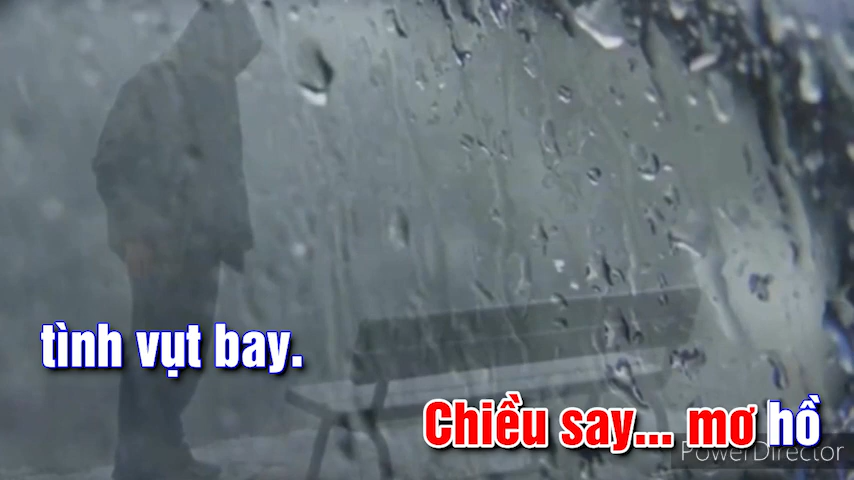 tình vụt bay.
Chiều say... mơ hồ
PowerDirector